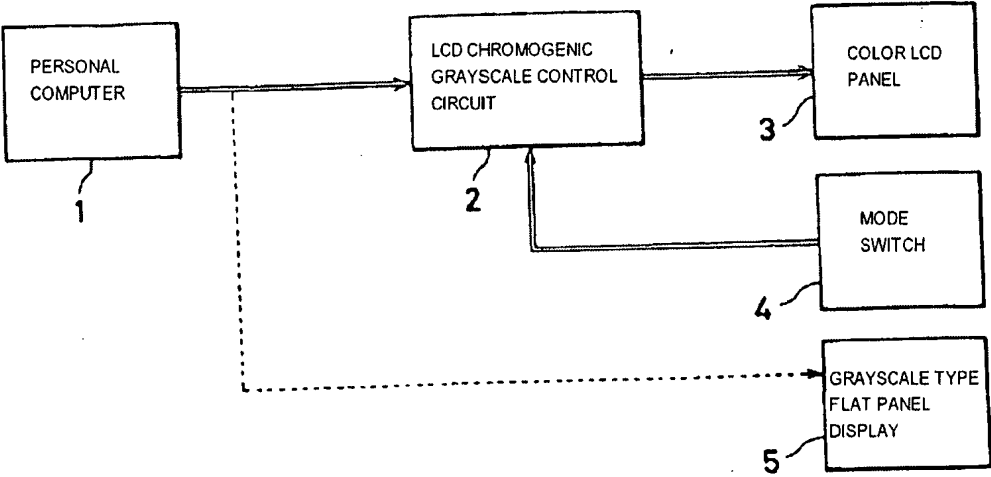 PERSONAL
COMPUTER
1
LCD CHROMOGENIC
GRAYSCALE CONTROL
CIRCUIT
2
COLOR LCD
PANEL
3
MODE
SWITCH
4
GRAYSCALE TYPE
FLAT PANEL
DISPLAY
5